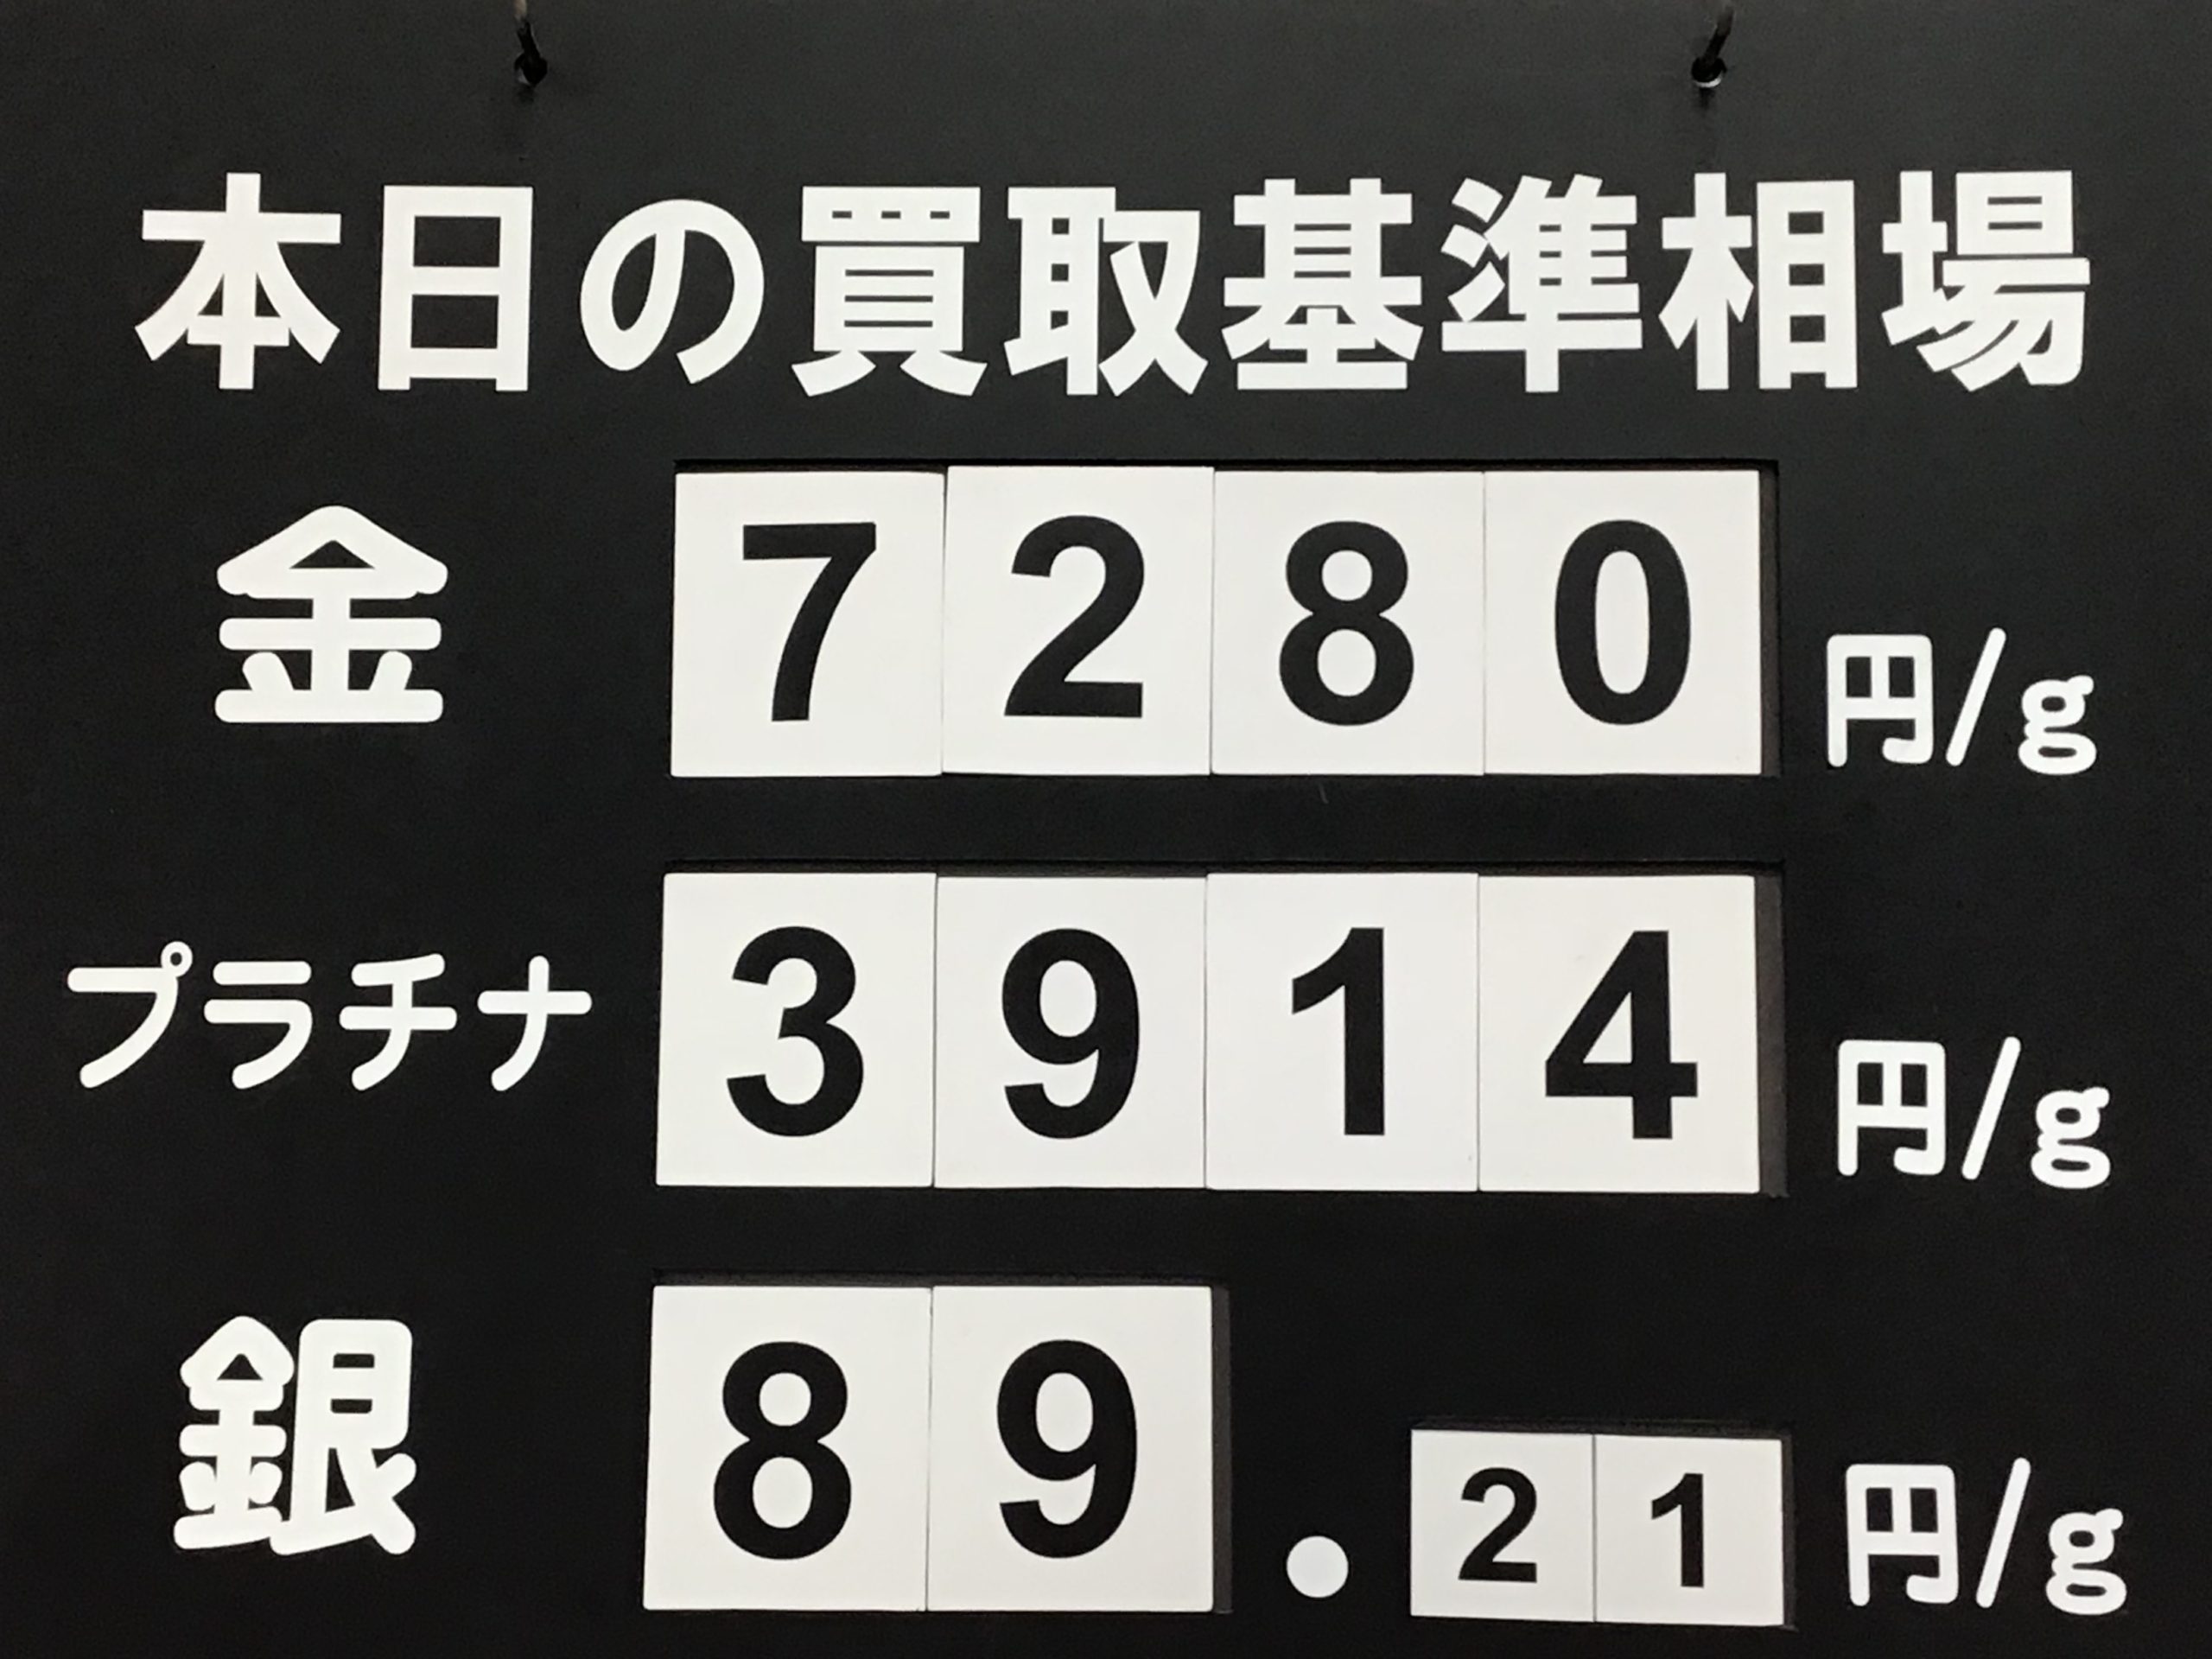 本日の買取基準相場
金 7280 円/g
プラチナ 3914 円/g
銀 89.21 円/g